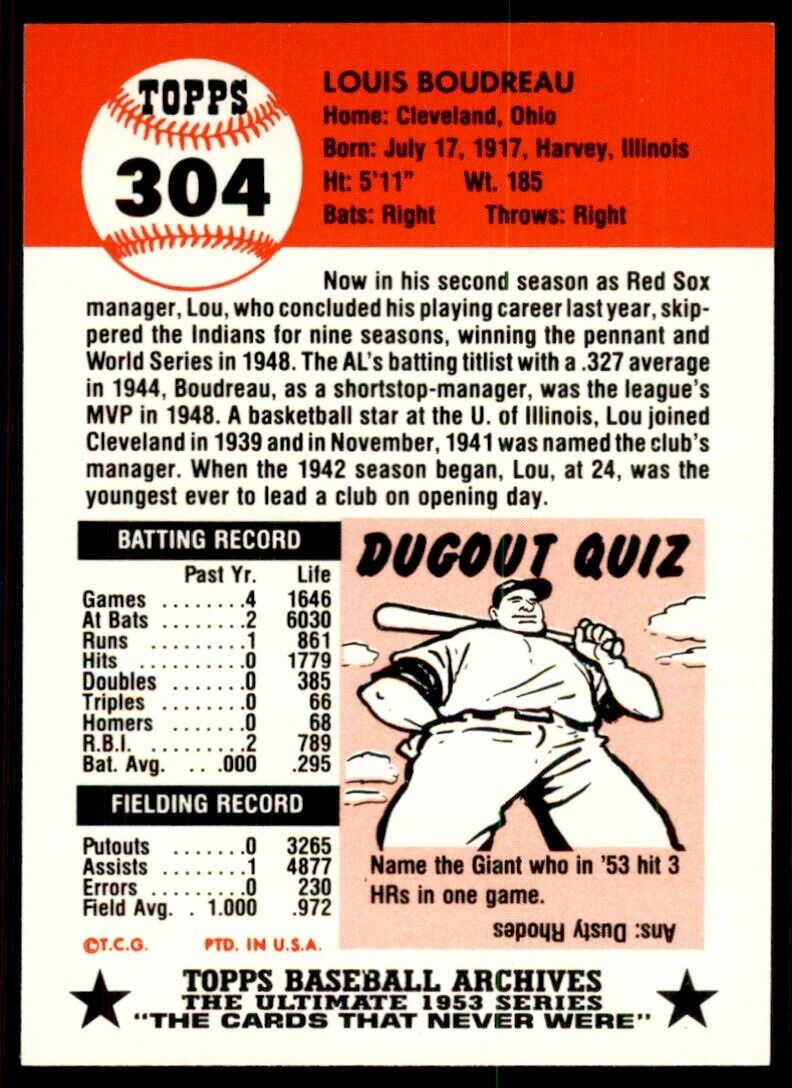 TOPPS
304
LOUIS BOUDREAU
Home: Cleveland, Ohio
Born: July 17, 1917, Harvey, Illinois
Ht: 5'11" Wt. 185
Bats: Right Throws: Right
Now in his second season as Red Sox
manager, Lou, who concluded his playing career last year, skip-
pered the Indians for nine seasons, winning the pennant and
World Series in 1948. The AL's batting titlist with a .327 average
in 1944, Boudreau, as a shortstop-manager, was the league's
MVP in 1948. A basketball star at the U. of Illinois, Lou joined
Cleveland in 1939 and in November, 1941 was named the club's
manager. When the 1942 season began, Lou, at 24, was the
youngest ever to lead a club on opening day.
BATTING RECORD
Past Yr. Life
Games ........4 1646
At Bats ........2 6030
Runs ........1 861
Hits .........0 1779
Doubles .......0 385
Triples ........0 66
Homers .......0 68
R.B.I. .........2 789
Bat. Avg. ...000 .295
FIELDING RECORD
Putouts .......0 3265
Assists .......1 4877
Errors ........0 230
Field Avg. . 1.000 .972
©T.C.G. PTD. IN U.S.A.
DUGOUT QUIZ
Name the Giant who in '53 hit 3
HRs in one game.
Ans: Dusty Rhodes
TOPPS BASEBALL ARCHIVES
THE ULTIMATE 1953 SERIES
"THE CARDS THAT NEVER WERE"